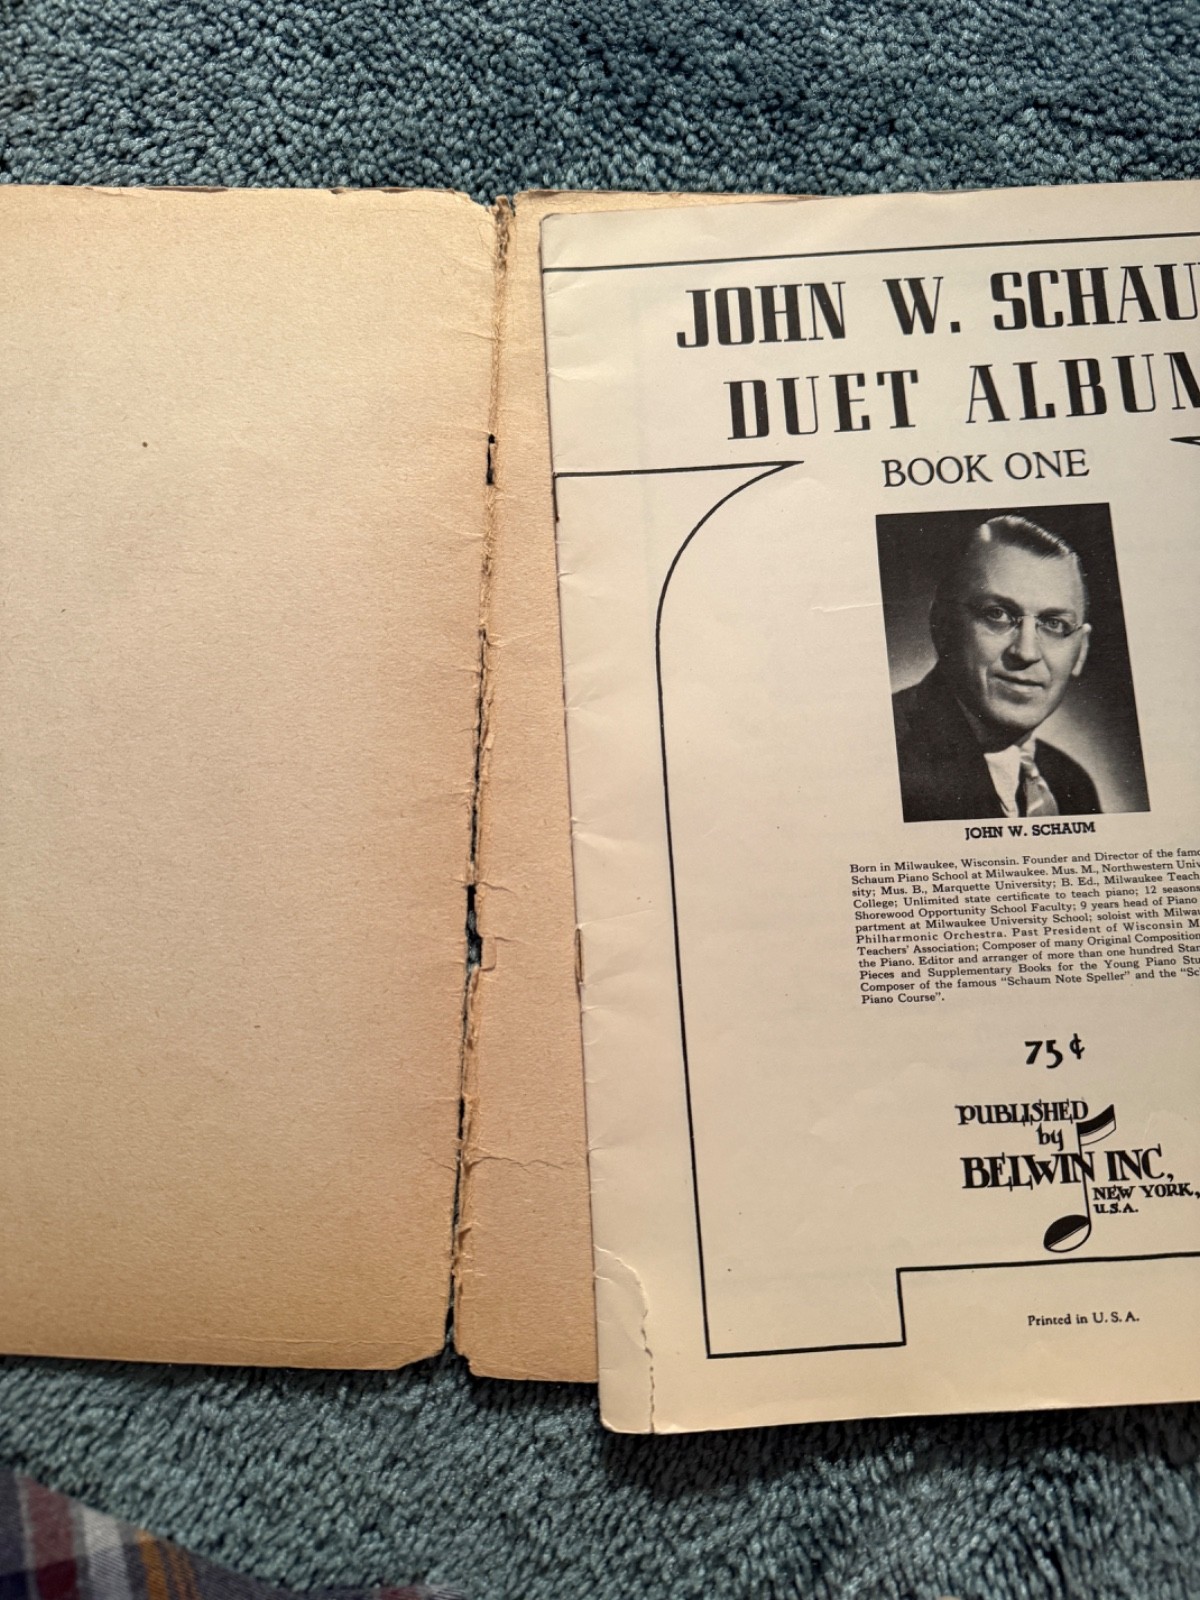 JOHN W. SCHAU
DUET ALBUM
BOOK ONE
JOHN W. SCHAUM
Born in Milwaukee, Wisconsin. Founder and Director of the famo
Schaum Piano School at Milwaukee. Mus. M., Northwestern Univ
sity; Mus. B., Marquette University; B. Ed., Milwaukee Teach
College; Unlimited state certificate to teach piano; 12 seasons
Shorewood Opportunity School Faculty; 9 years head of Piano
partment at Milwaukee University School; soloist with Milwau
Philharmonic Orchestra. Past President of Wisconsin M
Teachers' Association; Composer of many Original Composition
the Piano. Editor and arranger of more than one hundred Stan
Pieces and Supplementary Books for the Young Piano Stu
Composer of the famous "Schaum Note Speller" and the "Sc
Piano Course".
75¢
PUBLISHED
by
BELWIN INC,
NEW YORK,
U.S.A.
Printed in U. S. A.